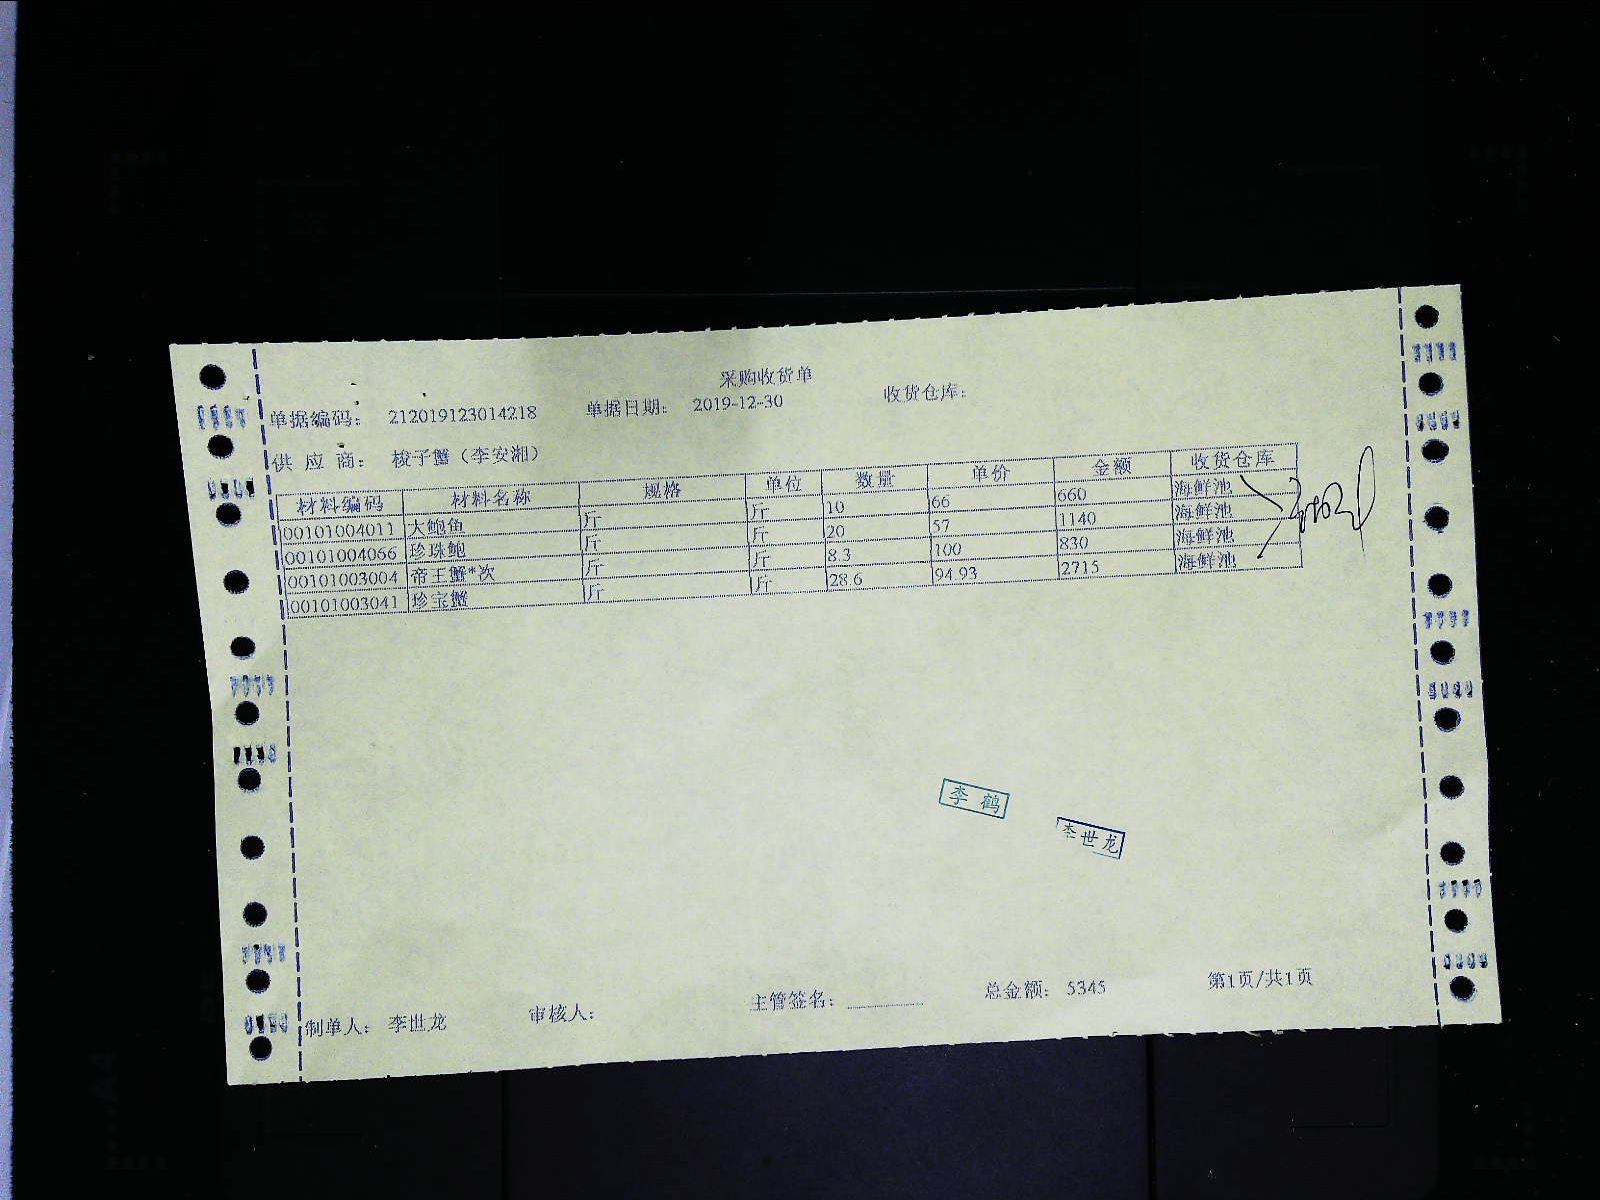 采购收货单
单据编码： 212019123014218 单据日期： 2019-12-30 收货仓库：
供 应 商： 梭子蟹（李安湘）
材料编码 材料名称 规格 单位 数量 单价 金额 收货仓库
00101004011 大鲍鱼 斤 斤 10 66 660 海鲜池
00101004066 珍珠鲍 斤 斤 20 57 1140 海鲜池
00101003004 帝王蟹*次 斤 斤 8.3 100 830 海鲜池
00101003041 珍宝蟹 斤 斤 28.6 94.93 2715 海鲜池
李鹤
李世龙
制单人： 李世龙 审核人： 主管签名： 总金额： 5345 第1页/共1页